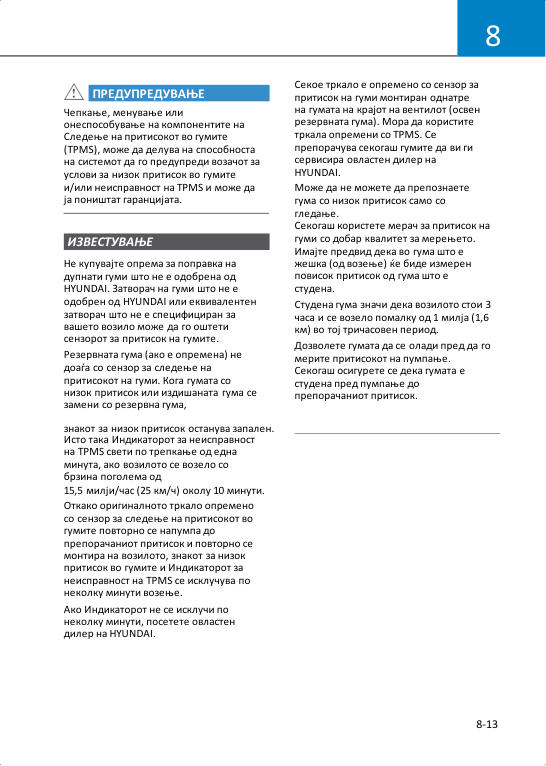 8
ПРЕДУПРЕДУВАЊЕ
Чепкање, менување или
онеспособување на компонентите на
Следење на притисокот во гумите
(TPMS), може да делува на способноста
на системот да го предупреди возачот за
услови за низок притисок во гумите
и/или неисправност на TPMS и може да
ја поништат гаранцијата.
ИЗВЕСТУВАЊЕ
Не купувајте опрема за поправка на
дупнати гуми што не е одобрена од
HYUNDAI. Затворач на гуми што не е
одобрен од HYUNDAI или еквивалентен
затворач што не е специфициран за
вашето возило може да го оштети
сензорот за притисок на гумите.
Резервната гума (ако е опремена) не
доаѓа со сензор за следење на
притисокот на гуми. Кога гумата со
низок притисок или издишаната гума се
замени со резервна гума,
знакот за низок притисок останува запален.
Исто така Индикаторот за неисправност
на TPMS свети по трепкање од една
минута, ако возилото се возело со
брзина поголема од
15,5 милји/час (25 км/ч) околу 10 минути.
Откако оригиналното тркало опремено
со сензор за следење на притисокот во
гумите повторно се напумпа до
препорачаниот притисок и повторно се
монтира на возилото, знакот за низок
притисок во гумите и Индикаторот за
неисправност на TPMS се исклучува по
неколку минути возење.
Ако Индикаторот не се исклучи по
неколку минути, посетете овластен
дилер на HYUNDAI.
Секое тркало е опремено со сензор за
притисок на гуми монтиран однатре
на гумата на крајот на вентилот (освен
резервната гума). Мора да користите
тркала опремени со TPMS. Се
препорачува секогаш гумите да ви ги
сервисира овластен дилер на
HYUNDAI.
Може да не можете да препознаете
гума со низок притисок само со
гледање.
Секогаш користете мерач за притисок на
гуми со добар квалитет за мерењето.
Имајте предвид дека во гума што е
жешка (од возење) ќе биде измерен
повисок притисок од гума што е
студена.
Студена гума значи дека возилото стои 3
часа и се возело помалку од 1 милја (1,6
км) во тој тричасовен период.
Дозволете гумата да се олади пред да го
мерите притисокот на пумпање.
Секогаш осигурете се дека гумата е
студена пред пумпање до
препорачаниот притисок.
8-13